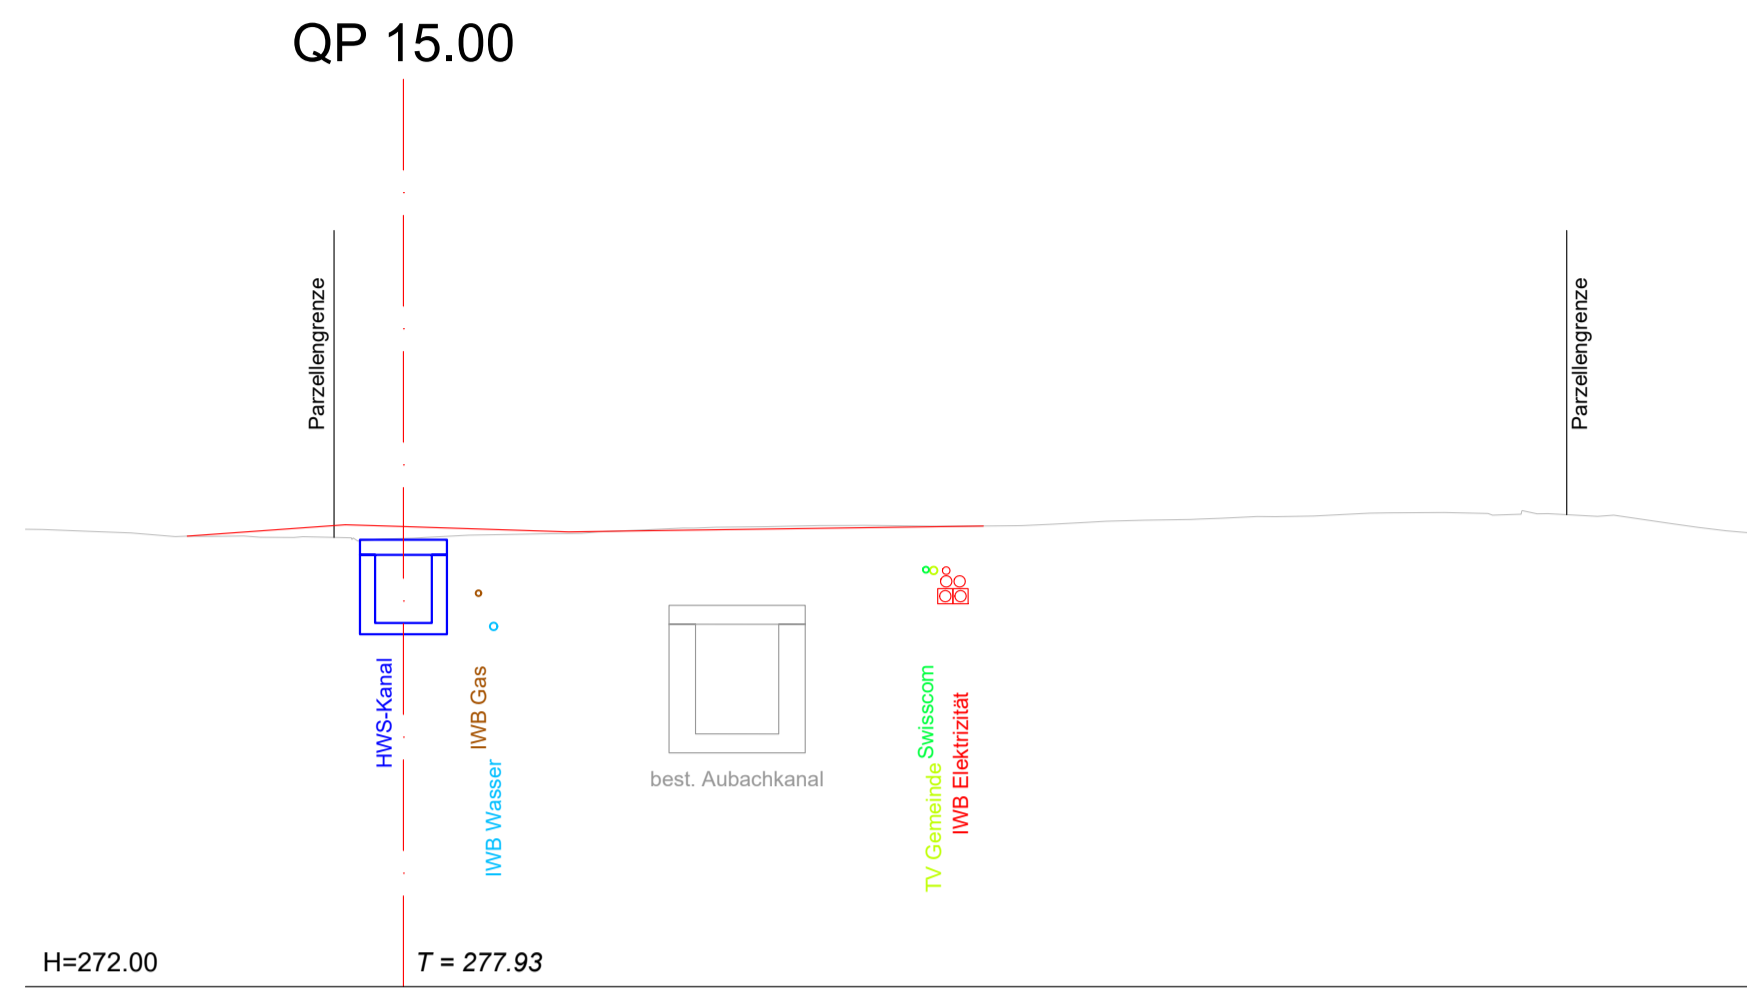 QP 15.00
Parzellengrenze
Parzellengrenze
HWS-Kanal
IWB Gas
IWB Wasser
best. Aubachkanal
Swisscom
TV Gemeinde
IWB Elektrizität
H=272.00
T = 277.93